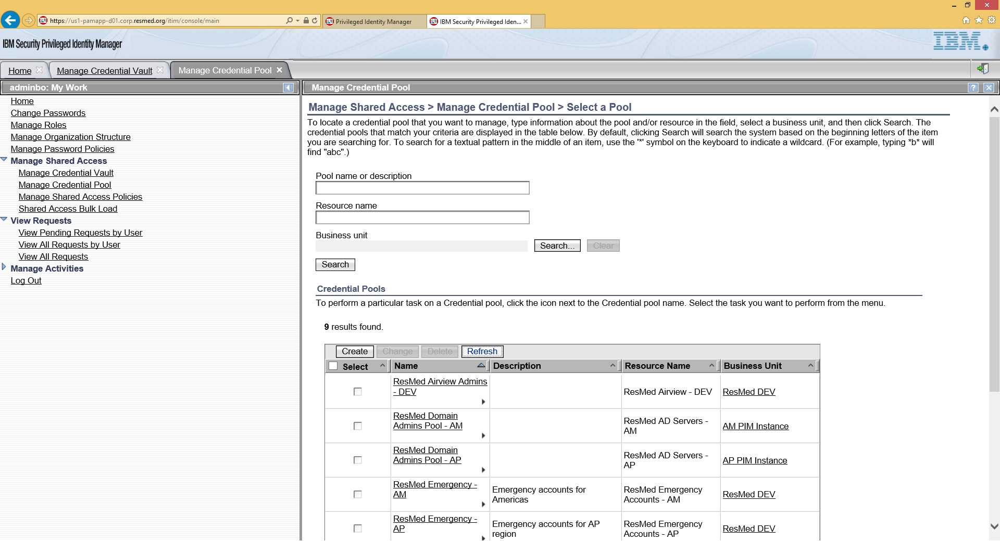 https://us1-pamapp-d01.corp.resmed.org/itim/console/main
Privileged Identity Manager
IBM Security Privileged Iden...
IBM Security Privileged Identity Manager
IBM.
Home
Manage Credential Vault
Manage Credential Pool
adminbo: My Work
Home
Change Passwords
Manage Roles
Manage Organization Structure
Manage Password Policies
Manage Shared Access
Manage Credential Vault
Manage Credential Pool
Manage Shared Access Policies
Shared Access Bulk Load
View Requests
View Pending Requests by User
View All Requests by User
View All Requests
Manage Activities
Log Out
Manage Credential Pool
?
Manage Shared Access > Manage Credential Pool > Select a Pool
To locate a credential pool that you want to manage, type information about the pool and/or resource in the field, select a business unit, and then click Search. The
credential pools that match your criteria are displayed in the table below. By default, clicking Search will search the system based on the beginning letters of the item
you are searching for. To search for a textual pattern in the middle of an item, use the '*' symbol on the keyboard to indicate a wildcard. (For example, typing *b* will
find "abc".)
Pool name or description
Resource name
Business unit
Search...
Clear
Search
Credential Pools
To perform a particular task on a Credential pool, click the icon next to the Credential pool name. Select the task you want to perform from the menu.
9 results found.
Create Change Delete Refresh
Select Name Description Resource Name Business Unit
ResMed Airview Admins
- DEV
ResMed Airview - DEV
ResMed DEV
ResMed Domain
Admins Pool - AM
ResMed AD Servers -
AM
AM PIM Instance
ResMed Domain
Admins Pool - AP
ResMed AD Servers -
AP
AP PIM Instance
ResMed Emergency -
AM
Emergency accounts for
Americas
ResMed Emergency
Accounts - AM
ResMed DEV
ResMed Emergency -
AP
Emergency accounts for AP
region
ResMed Emergency
Accounts - AP
ResMed DEV